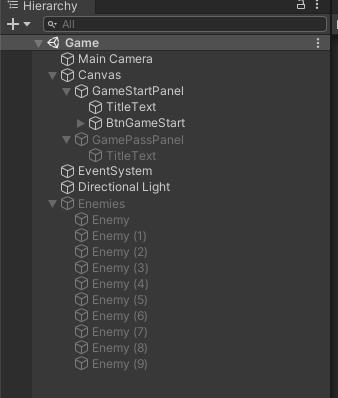 Hierarchy
All
Game
Main Camera
Canvas
GameStartPanel
TitleText
BtnGameStart
GamePassPanel
TitleText
EventSystem
Directional Light
Enemies
Enemy
Enemy (1)
Enemy (2)
Enemy (3)
Enemy (4)
Enemy (5)
Enemy (6)
Enemy (7)
Enemy (8)
Enemy (9)